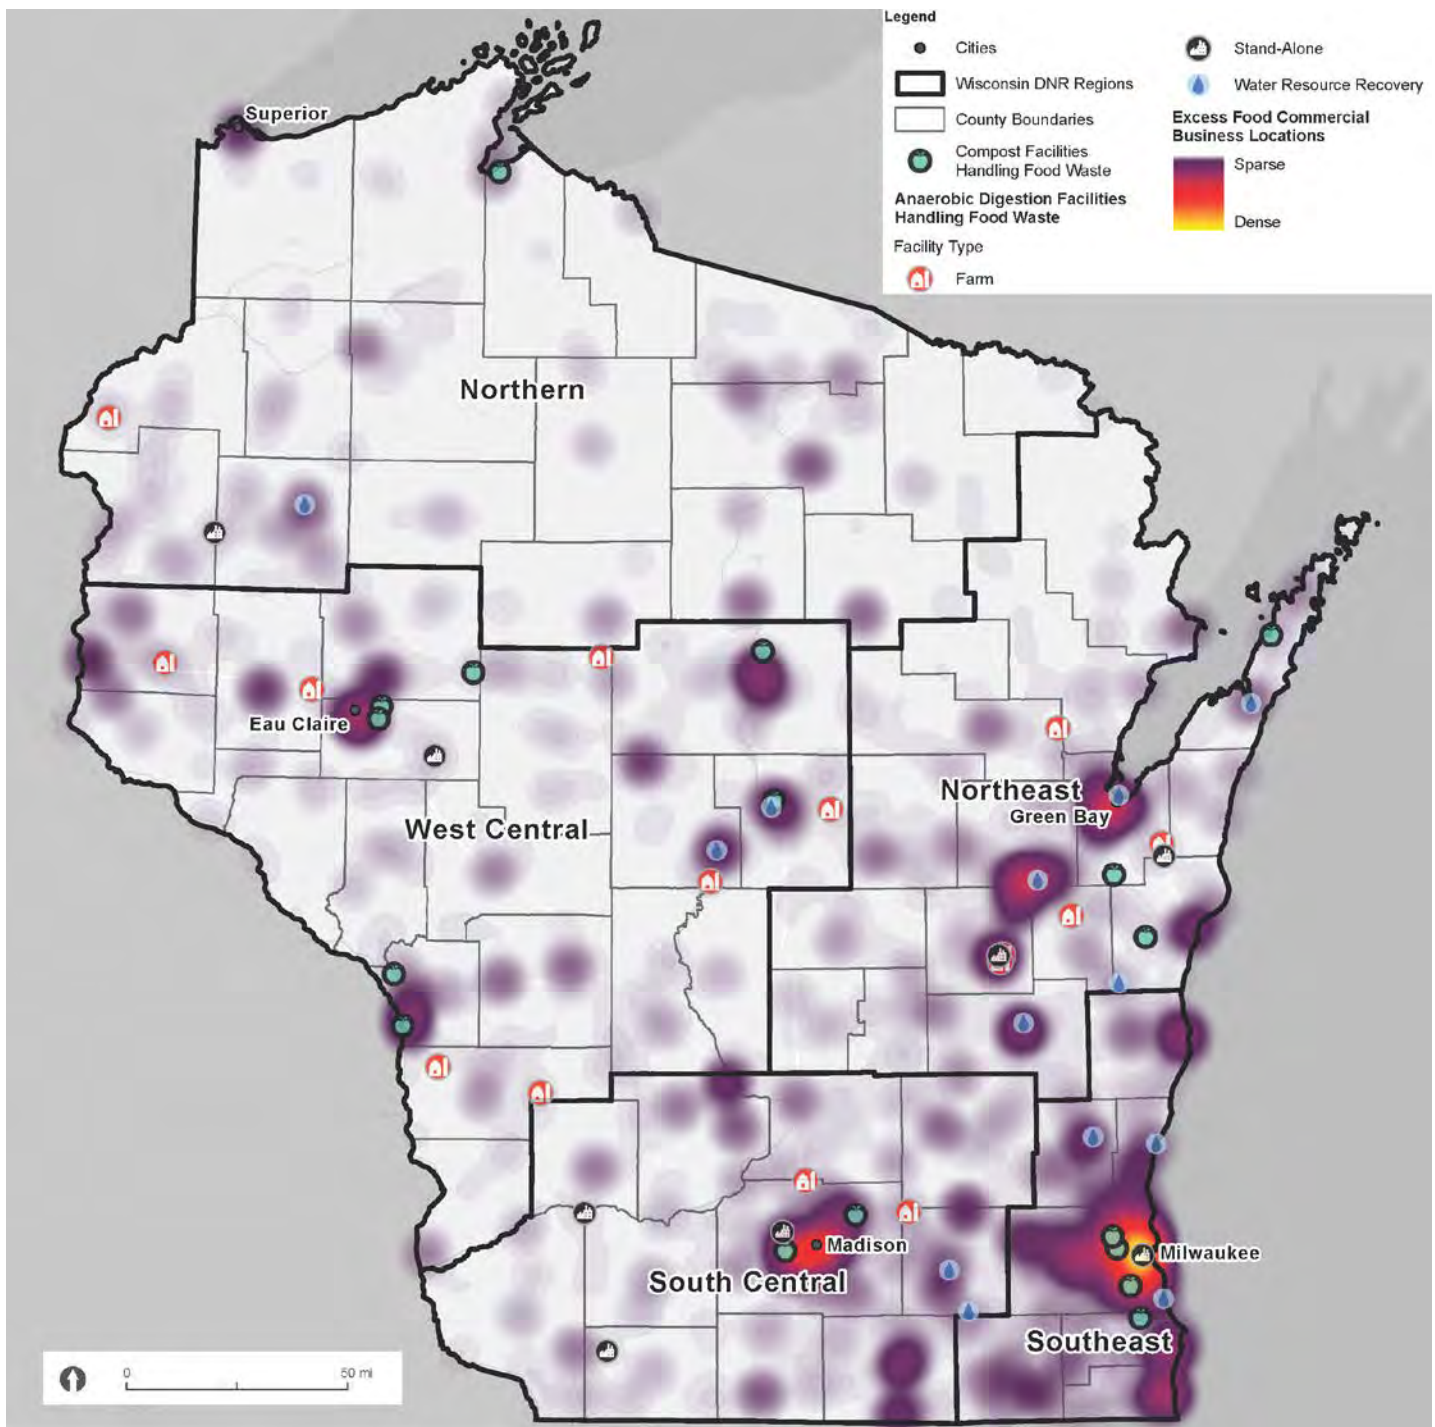 Legend
Cities
Wisconsin DNR Regions
County Boundaries
Compost Facilities
Handling Food Waste
Anaerobic Digestion Facilities
Handling Food Waste
Facility Type
Farm
Stand-Alone
Water Resource Recovery
Excess Food Commercial
Business Locations
Sparse
Dense
Superior
Northern
Eau Claire
West Central
Northeast
Green Bay
Madison
South Central
Milwaukee
Southeast
0 50 mi